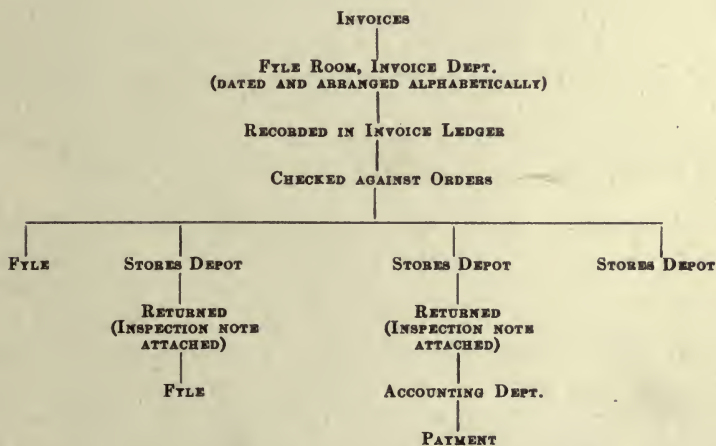 INVOICES
FYLE ROOM, INVOICE DEPT.
(DATED AND ARRANGED ALPHABETICALLY)
RECORDED IN INVOICE LEDGER
CHECKED AGAINST ORDERS
FYLE STORES DEPOT STORES DEPOT STORES DEPOT
RETURNED RETURNED
(INSPECTION NOTE (INSPECTION NOTE
ATTACHED) ATTACHED)
FYLE ACCOUNTING DEPT.
PAYMENT